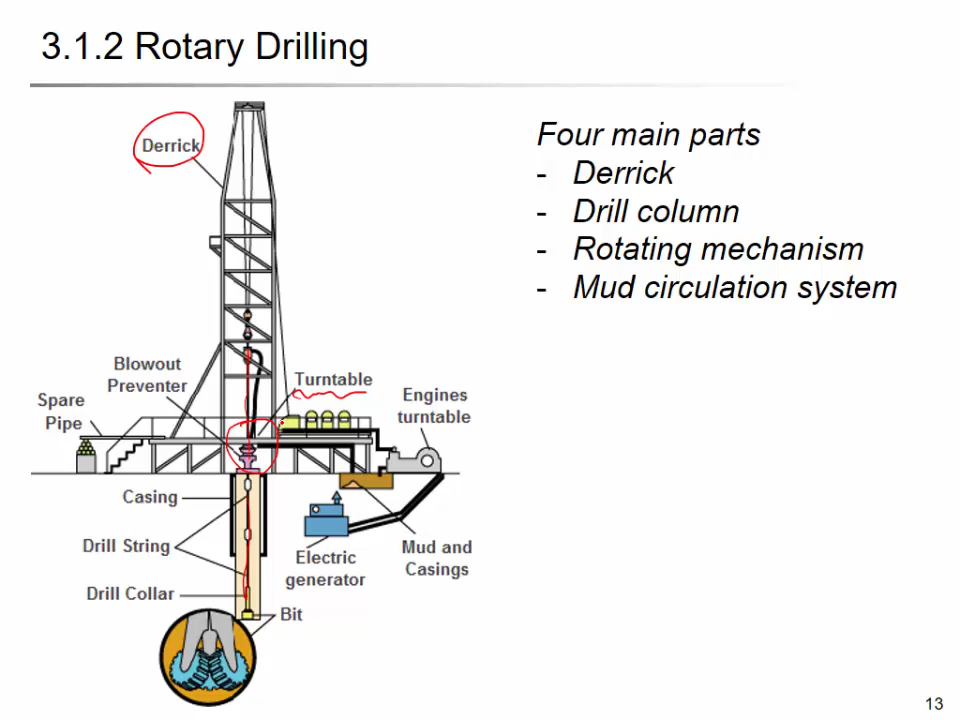 3.1.2 Rotary Drilling
Four main parts
- Derrick
- Drill column
- Rotating mechanism
- Mud circulation system
Derrick
Blowout
Preventer
Turntable
Spare
Pipe
Engines
turntable
Casing
Drill String
Drill Collar
Bit
Electric
generator
Mud and
Casings
13